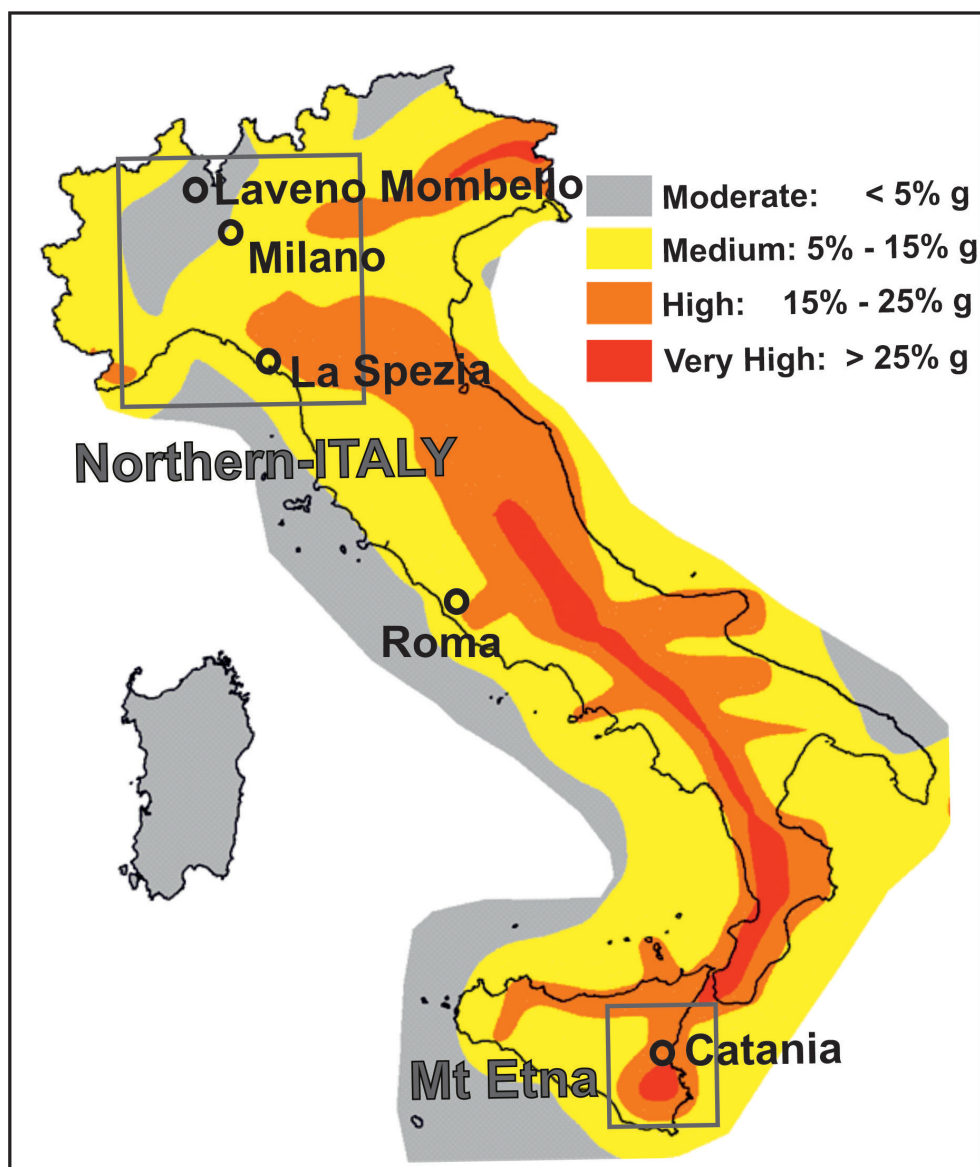 Laveno Mombello
Milano
La Spezia
Northern-ITALY
Roma
Mt Etna
Catania
Moderate: < 5% g
Medium: 5% - 15% g
High: 15% - 25% g
Very High: > 25% g